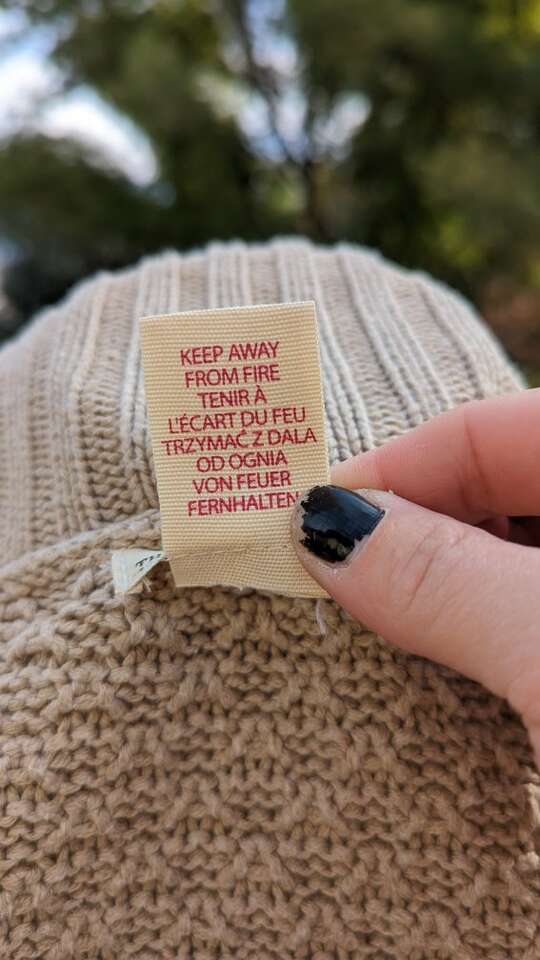 KEEP AWAY
FROM FIRE
TENIR À
L'ÉCART DU FEU
TRZYMAĆ Z DALA
OD OGNIA
VON FEUER
FERNHALTEN